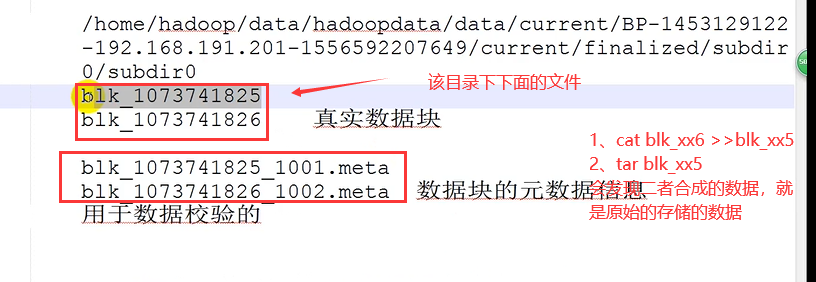 /home/hadoop/data/hadoopdata/data/current/BP-1453129122
-192.168.191.201-1556592207649/current/finalized/subdir
0/subdir0
该目录下下面的文件
blk_1073741825
blk_1073741826 真实数据块
1、cat blk_xx6 >>blk_xx5
2、tar blk_xx5
二者合成的数据，就
是原始的存储的数据
blk_1073741825_1001.meta
blk_1073741826_1002.meta 数据块的元数据信息
用于数据校验的